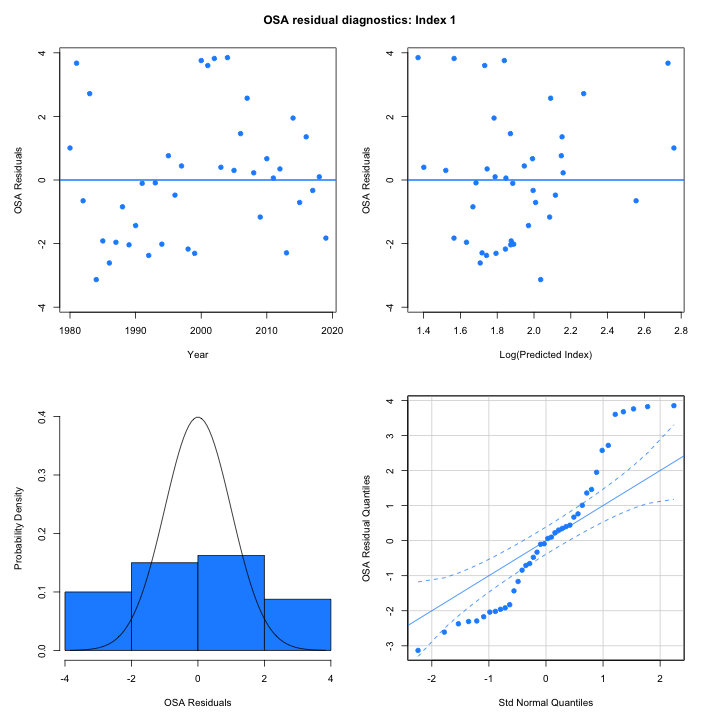 OSA residual diagnostics: Index 1
OSA Residuals
4
2
0
-2
-4
1980 1990 2000 2010 2020
Year
OSA Residuals
4
2
0
-2
-4
1.4 1.6 1.8 2.0 2.2 2.4 2.6 2.8
Log(Predicted Index)
Probability Density
0.4
0.3
0.2
0.1
0.0
-4 -2 0 2 4
OSA Residuals
OSA Residual Quantiles
4
3
2
1
0
-1
-2
-3
-2 -1 0 1 2
Std Normal Quantiles